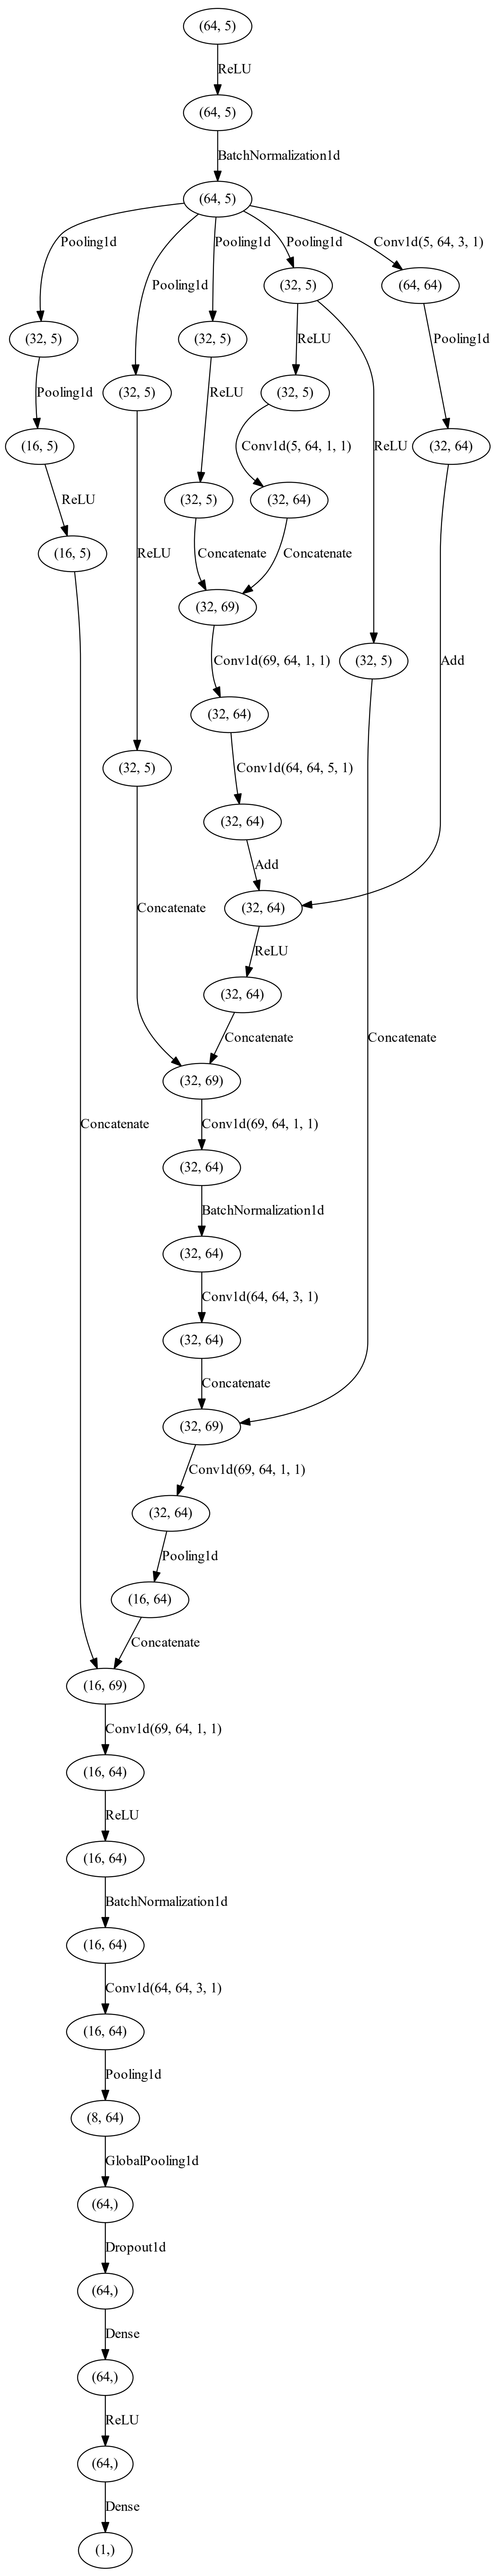 (64, 5)
ReLU
(64, 5)
BatchNormalization1d
(64, 5)
Pooling1d
Pooling1d
Pooling1d
Pooling1d
Conv1d(5, 64, 3, 1)
(32, 5)
(64, 64)
(32, 5)
(32, 5)
ReLU
Pooling1d
Pooling1d
(32, 5)
(32, 5)
ReLU
(16, 5)
Conv1d(5, 64, 1, 1)
ReLU
(32, 64)
ReLU
(32, 5)
(32, 64)
(16, 5)
ReLU
Concatenate
Concatenate
(32, 69)
Conv1d(69, 64, 1, 1)
(32, 5)
Add
(32, 64)
(32, 5)
Conv1d(64, 64, 5, 1)
(32, 64)
Add
Concatenate
(32, 64)
ReLU
(32, 64)
Concatenate
Concatenate
(32, 69)
Concatenate
Conv1d(69, 64, 1, 1)
(32, 64)
BatchNormalization1d
(32, 64)
Conv1d(64, 64, 3, 1)
(32, 64)
Concatenate
(32, 69)
Conv1d(69, 64, 1, 1)
(32, 64)
Pooling1d
(16, 64)
Concatenate
(16, 69)
Conv1d(69, 64, 1, 1)
(16, 64)
ReLU
(16, 64)
BatchNormalization1d
(16, 64)
Conv1d(64, 64, 3, 1)
(16, 64)
Pooling1d
(8, 64)
GlobalPooling1d
(64,)
Dropout1d
(64,)
Dense
(64,)
ReLU
(64,)
Dense
(1,)